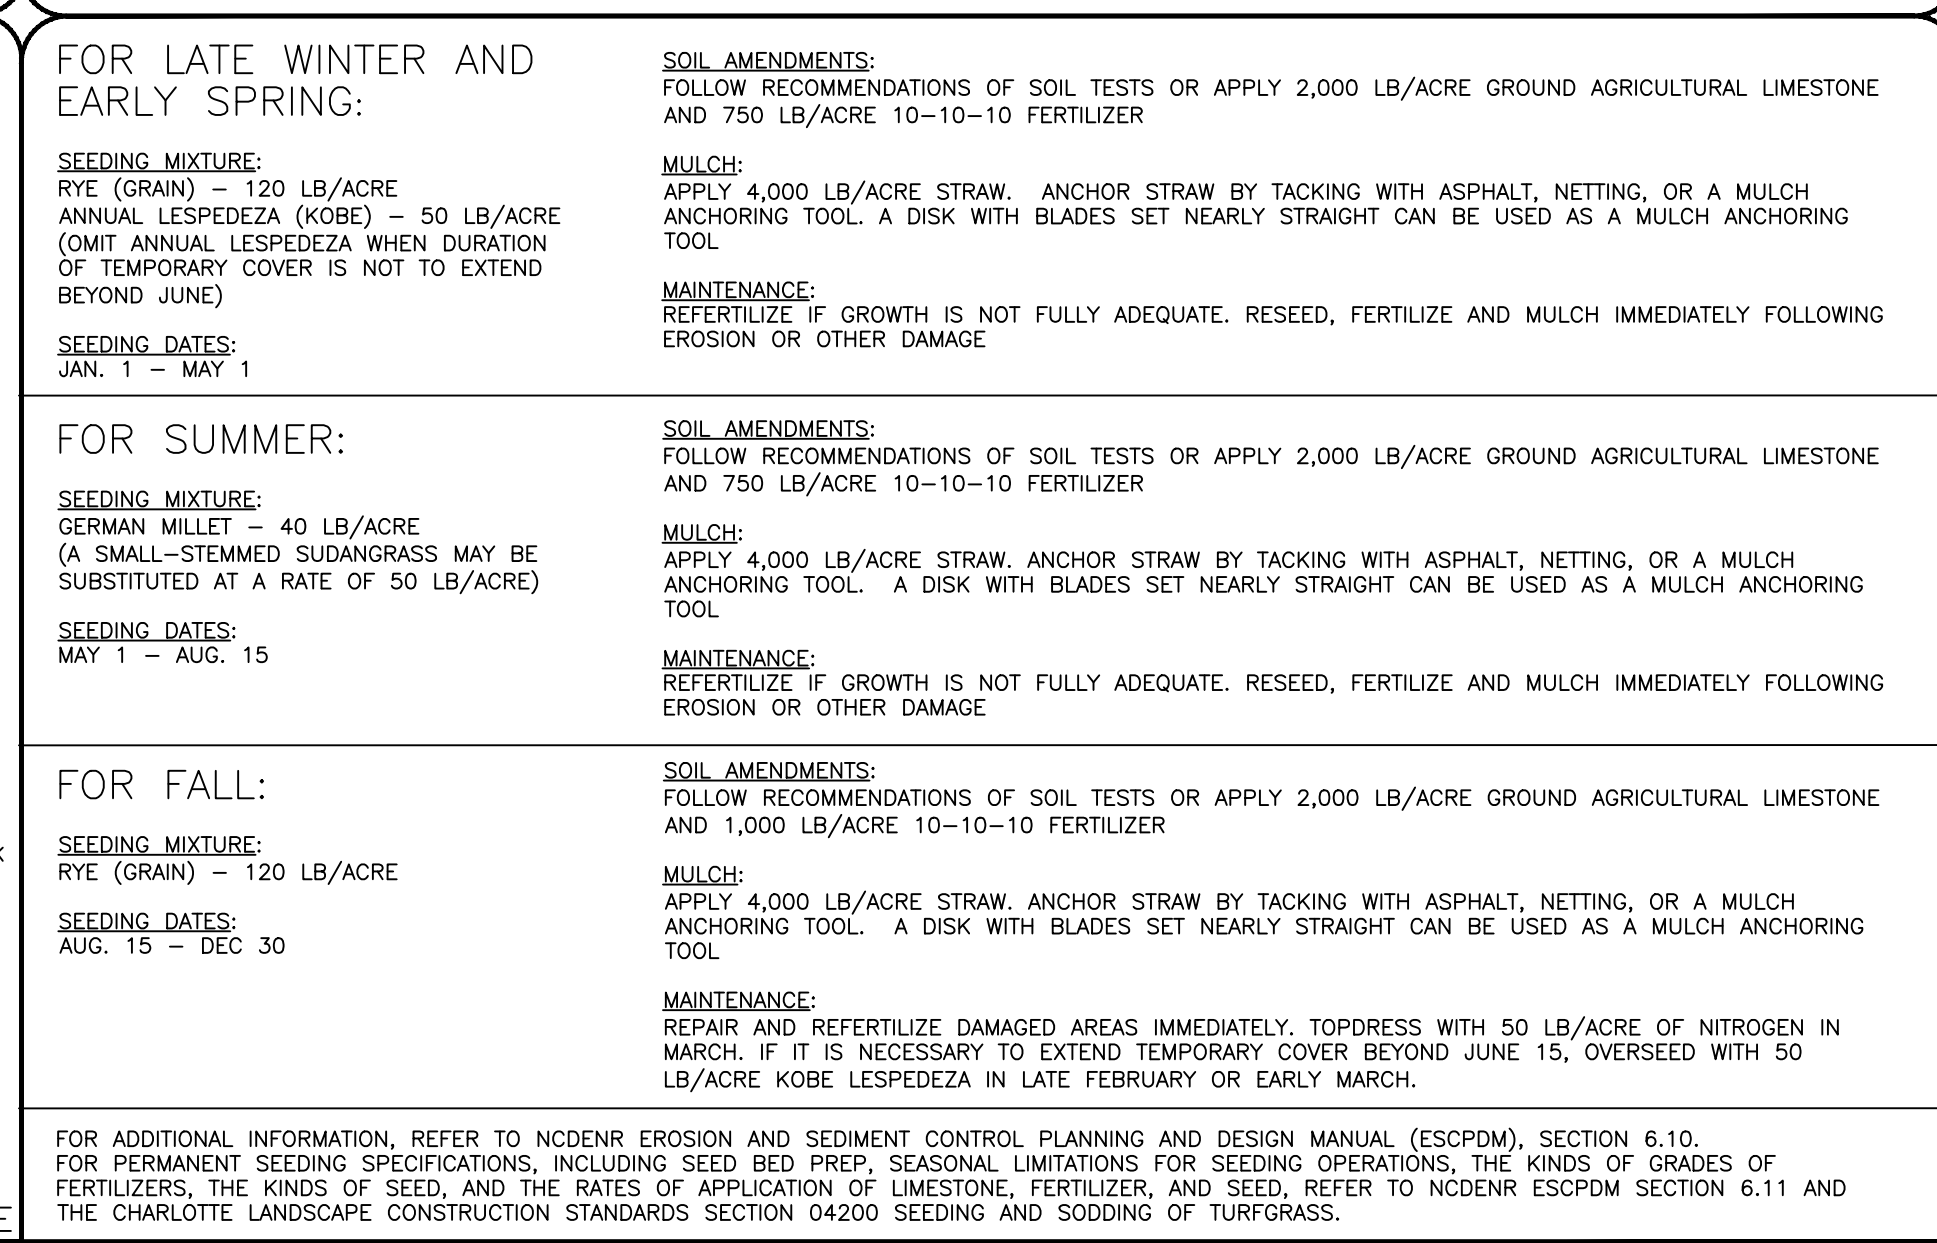 FOR LATE WINTER AND
EARLY SPRING:
SEEDING MIXTURE:
RYE (GRAIN) – 120 LB/ACRE
ANNUAL LESPEDEZA (KOBE) – 50 LB/ACRE
(OMIT ANNUAL LESPEDEZA WHEN DURATION
OF TEMPORARY COVER IS NOT TO EXTEND
BEYOND JUNE)
SEEDING DATES:
JAN. 1 – MAY 1
SOIL AMENDMENTS:
FOLLOW RECOMMENDATIONS OF SOIL TESTS OR APPLY 2,000 LB/ACRE GROUND AGRICULTURAL LIMESTONE
AND 750 LB/ACRE 10–10–10 FERTILIZER
MULCH:
APPLY 4,000 LB/ACRE STRAW.  ANCHOR STRAW BY TACKING WITH ASPHALT, NETTING, OR A MULCH
ANCHORING TOOL. A DISK WITH BLADES SET NEARLY STRAIGHT CAN BE USED AS A MULCH ANCHORING
TOOL
MAINTENANCE:
REFERTILIZE IF GROWTH IS NOT FULLY ADEQUATE. RESEED, FERTILIZE AND MULCH IMMEDIATELY FOLLOWING
EROSION OR OTHER DAMAGE
FOR SUMMER:
SEEDING MIXTURE:
GERMAN MILLET – 40 LB/ACRE
(A SMALL–STEMMED SUDANGRASS MAY BE
SUBSTITUTED AT A RATE OF 50 LB/ACRE)
SEEDING DATES:
MAY 1 – AUG. 15
SOIL AMENDMENTS:
FOLLOW RECOMMENDATIONS OF SOIL TESTS OR APPLY 2,000 LB/ACRE GROUND AGRICULTURAL LIMESTONE
AND 750 LB/ACRE 10–10–10 FERTILIZER
MULCH:
APPLY 4,000 LB/ACRE STRAW. ANCHOR STRAW BY TACKING WITH ASPHALT, NETTING, OR A MULCH
ANCHORING TOOL.  A DISK WITH BLADES SET NEARLY STRAIGHT CAN BE USED AS A MULCH ANCHORING
TOOL
MAINTENANCE:
REFERTILIZE IF GROWTH IS NOT FULLY ADEQUATE. RESEED, FERTILIZE AND MULCH IMMEDIATELY FOLLOWING
EROSION OR OTHER DAMAGE
FOR FALL:
SEEDING MIXTURE:
RYE (GRAIN) – 120 LB/ACRE
SEEDING DATES:
AUG. 15 – DEC 30
SOIL AMENDMENTS:
FOLLOW RECOMMENDATIONS OF SOIL TESTS OR APPLY 2,000 LB/ACRE GROUND AGRICULTURAL LIMESTONE
AND 1,000 LB/ACRE 10–10–10 FERTILIZER
MULCH:
APPLY 4,000 LB/ACRE STRAW. ANCHOR STRAW BY TACKING WITH ASPHALT, NETTING, OR A MULCH
ANCHORING TOOL.  A DISK WITH BLADES SET NEARLY STRAIGHT CAN BE USED AS A MULCH ANCHORING
TOOL
MAINTENANCE:
REPAIR AND REFERTILIZE DAMAGED AREAS IMMEDIATELY. TOPDRESS WITH 50 LB/ACRE OF NITROGEN IN
MARCH. IF IT IS NECESSARY TO EXTEND TEMPORARY COVER BEYOND JUNE 15, OVERSEED WITH 50
LB/ACRE KOBE LESPEDEZA IN LATE FEBRUARY OR EARLY MARCH.
FOR ADDITIONAL INFORMATION, REFER TO NCDENR EROSION AND SEDIMENT CONTROL PLANNING AND DESIGN MANUAL (ESCPDM), SECTION 6.10.
FOR PERMANENT SEEDING SPECIFICATIONS, INCLUDING SEED BED PREP, SEASONAL LIMITATIONS FOR SEEDING OPERATIONS, THE KINDS OF GRADES OF
FERTILIZERS, THE KINDS OF SEED, AND THE RATES OF APPLICATION OF LIMESTONE, FERTILIZER, AND SEED, REFER TO NCDENR ESCPDM SECTION 6.11 AND
THE CHARLOTTE LANDSCAPE CONSTRUCTION STANDARDS SECTION 04200 SEEDING AND SODDING OF TURFGRASS.